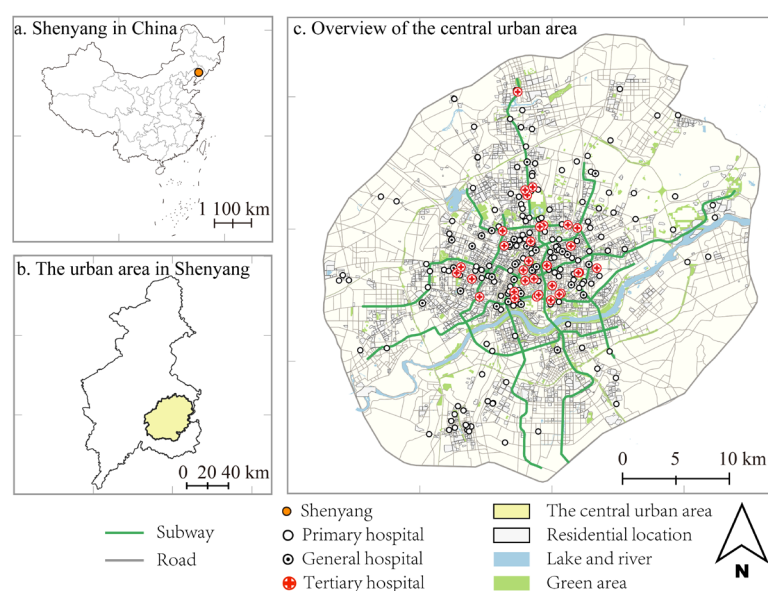 a. Shenyang in China
1 100 km
b. The urban area in Shenyang
0 20 40 km
c. Overview of the central urban area
0 5 10 km
Subway
Road
Shenyang
Primary hospital
General hospital
Tertiary hospital
The central urban area
Residential location
Lake and river
Green area
N